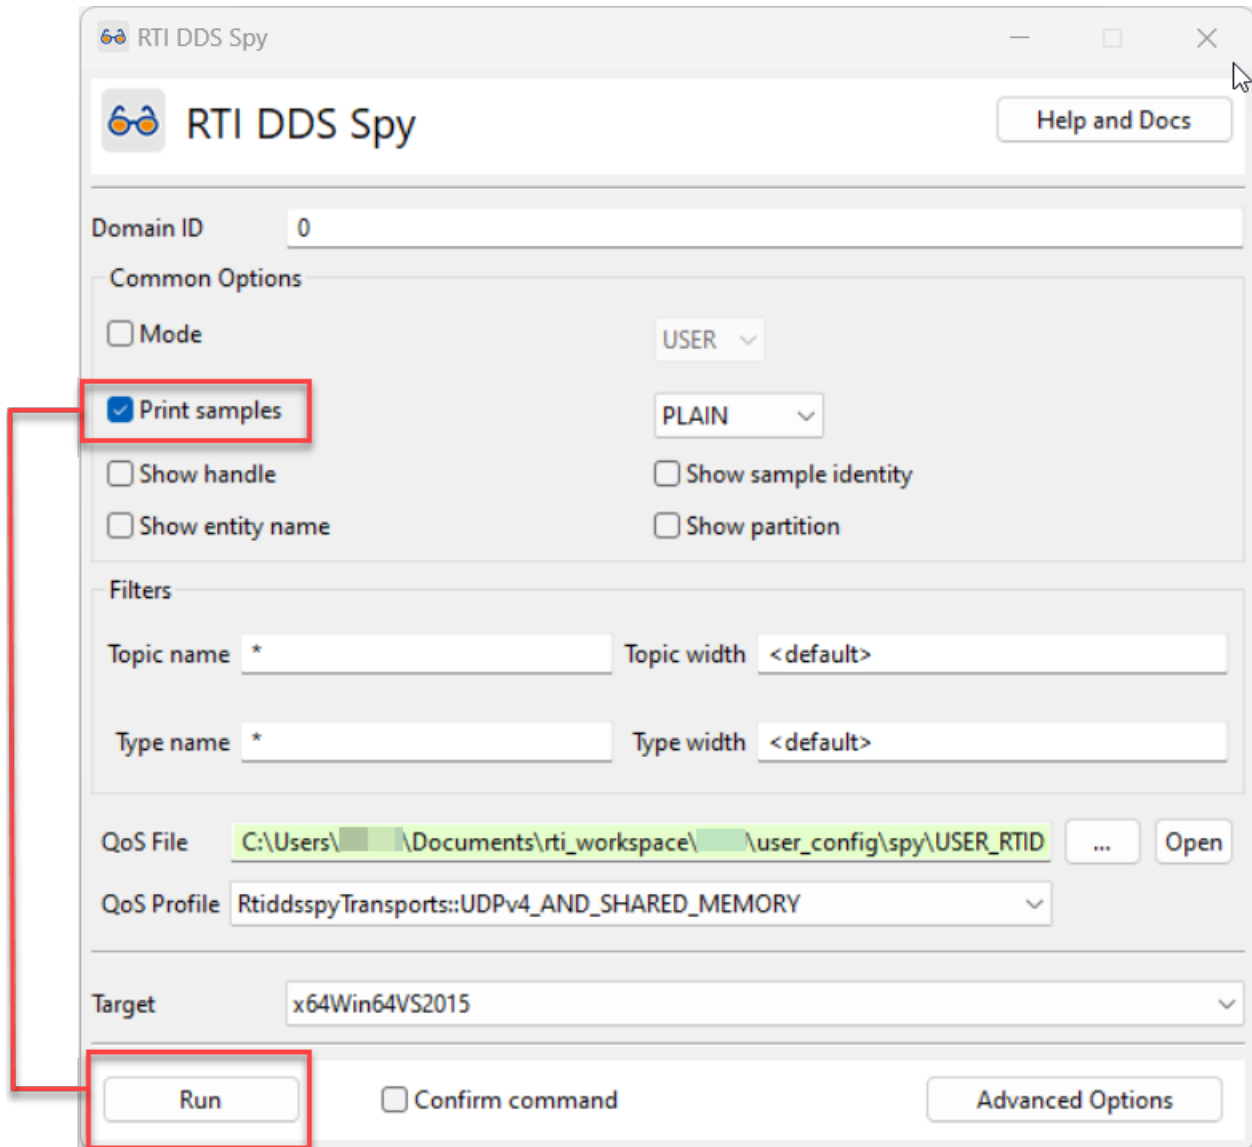 RTI DDS Spy
RTI DDS Spy
Help and Docs
Domain ID 0
Common Options
Mode USER
Print samples PLAIN
Show handle Show sample identity
Show entity name Show partition
Filters
Topic name * Topic width <default>
Type name * Type width <default>
QoS File C:\Users\ \Documents\rti_workspace\ \user_config\spy\USER_RTID ... Open
QoS Profile RtiddsspyTransports::UDPv4_AND_SHARED_MEMORY
Target x64Win64VS2015
Run Confirm command Advanced Options